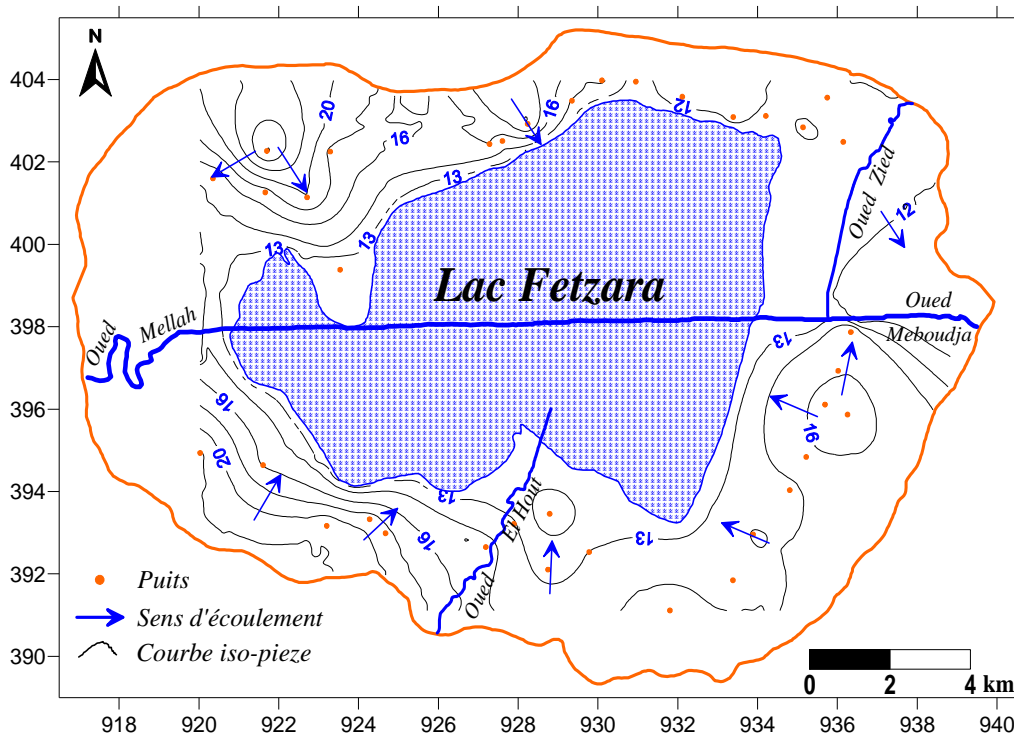 N
404
402
400
398
396
394
392
390
20
16
16
16
12
13
13
13
12
Oued Zied
Lac Fetzara
Oued
Meboudja
Oued Mellah
13
16
16
20
13
16
13
Oued El Hout
Puits
Sens d'écoulement
Courbe iso-pieze
0 2 4 km
918 920 922 924 926 928 930 932 934 936 938 940